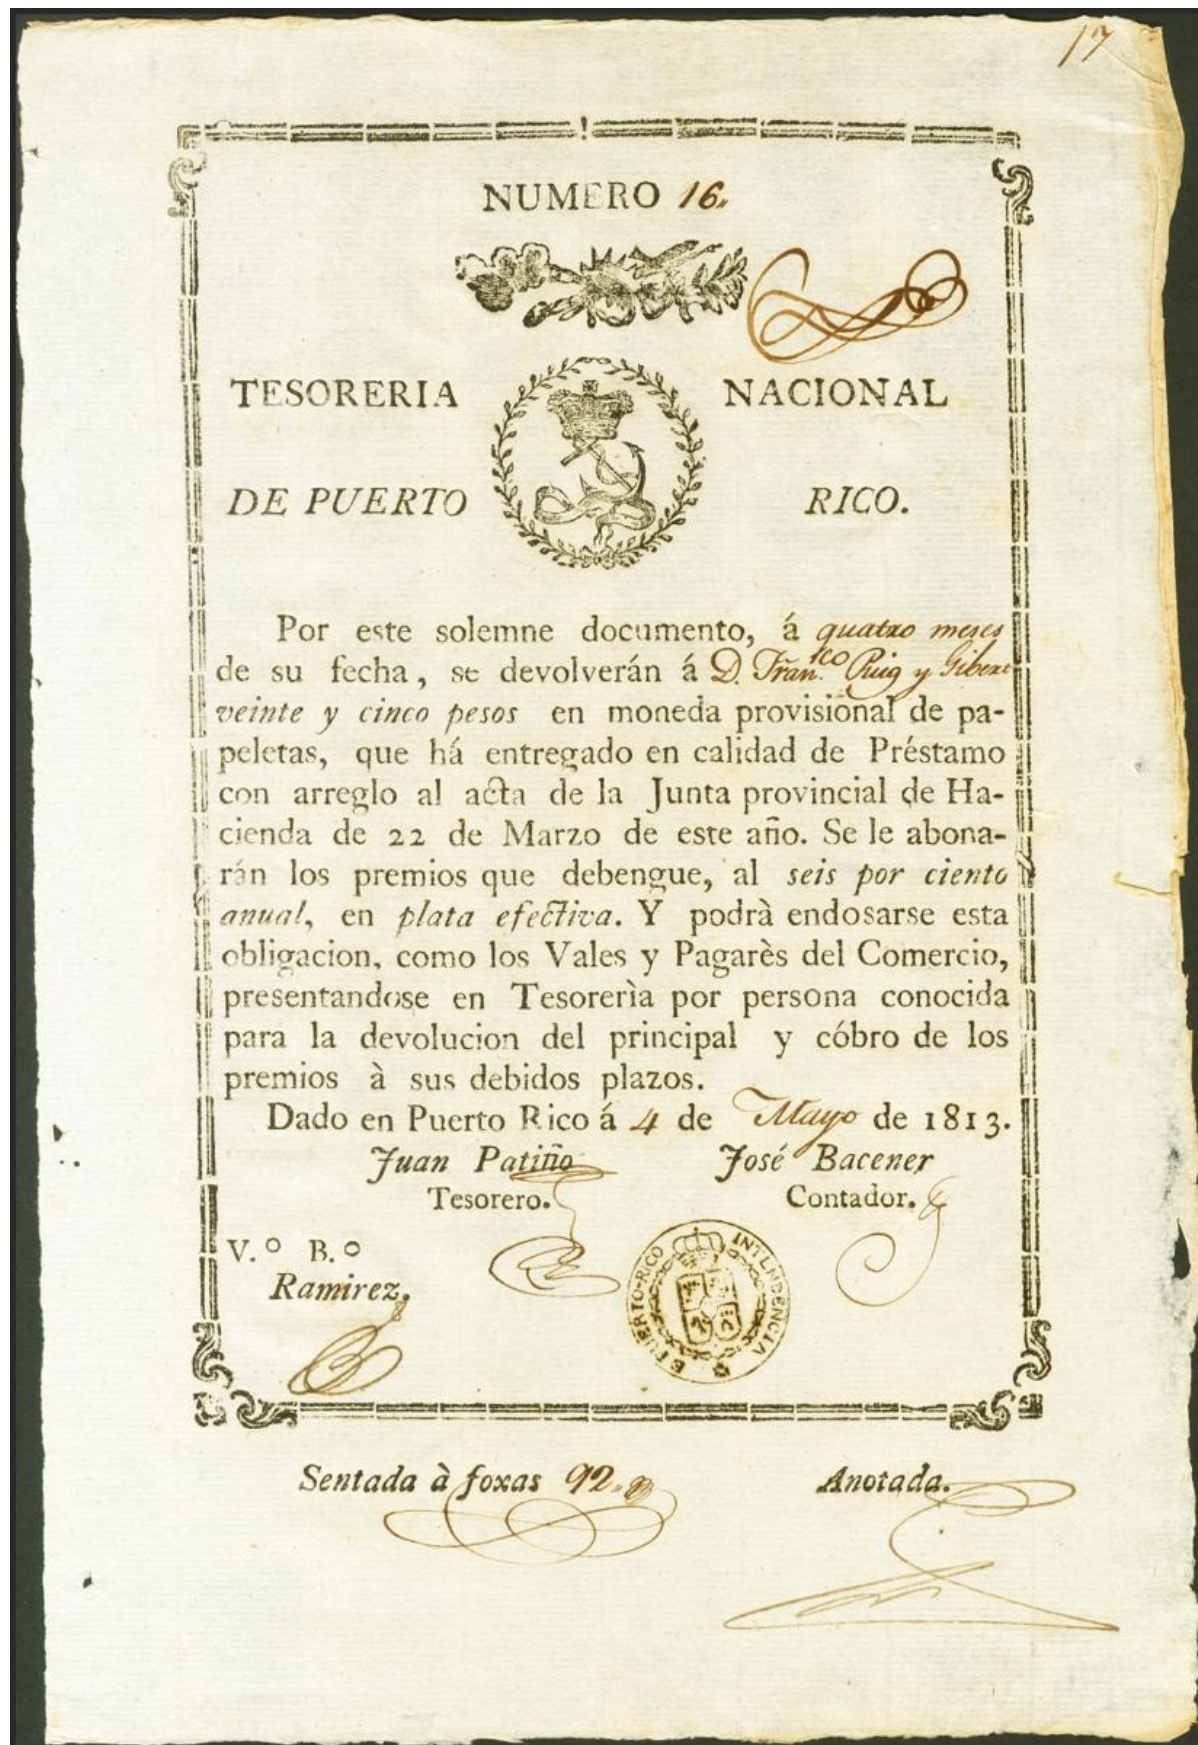 17
NUMERO 16.
TESORERIA NACIONAL
DE PUERTO RICO.
Por este solemne documento, á quatro meses
de su fecha, se devolverán á D. Fran.co Puig y Gibert
veinte y cinco pesos en moneda provisional de pa-
peletas, que há entregado en calidad de Préstamo
con arreglo al acta de la Junta provincial de Ha-
cienda de 22 de Marzo de este año. Se le abona-
rán los premios que debengue, al seis por ciento
anual, en plata efectiva. Y podrà endosarse esta
obligacion, como los Vales y Pagarès del Comercio,
presentandose en Tesorerìa por persona conocida
para la devolucion del principal y cóbro de los
premios à sus debidos plazos.
Dado en Puerto Rico á 4 de Mayo de 1813.
Juan Patiño José Bacener
Tesorero. Contador.
V.º B.º
Ramirez.
PUERTO-RICO INTENDENCIA
Sentada à foxas 92. Anotada.